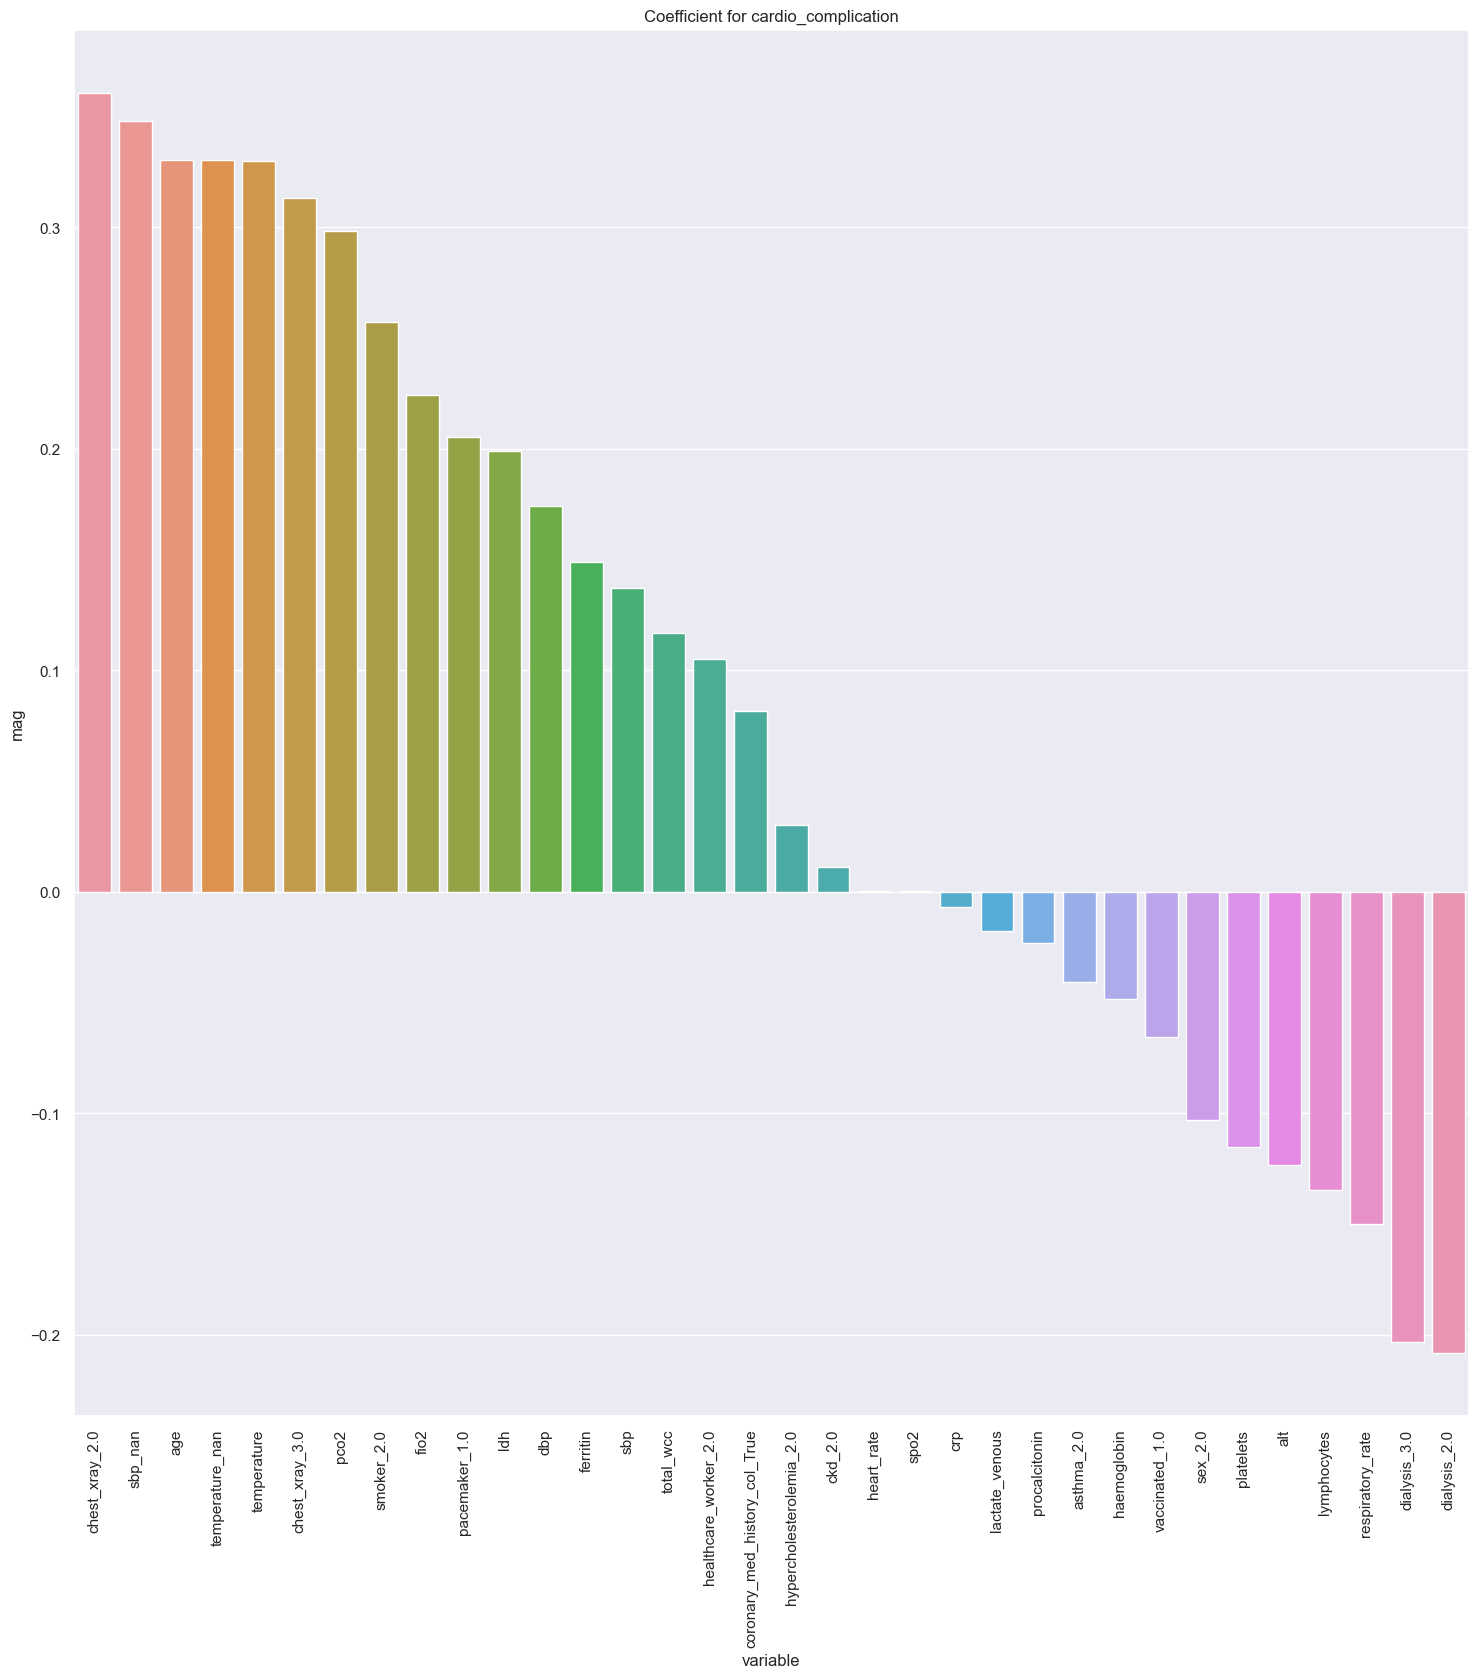 Coefficient for cardio_complication
mag
0.3
0.2
0.1
0.0
−0.1
−0.2
chest_xray_2.0
sbp_nan
age
temperature_nan
temperature
chest_xray_3.0
pco2
smoker_2.0
fio2
pacemaker_1.0
ldh
dbp
ferritin
sbp
total_wcc
healthcare_worker_2.0
coronary_med_history_col_True
hypercholesterolemia_2.0
ckd_2.0
heart_rate
spo2
crp
lactate_venous
procalcitonin
asthma_2.0
haemoglobin
vaccinated_1.0
sex_2.0
platelets
alt
lymphocytes
respiratory_rate
dialysis_3.0
dialysis_2.0
variable